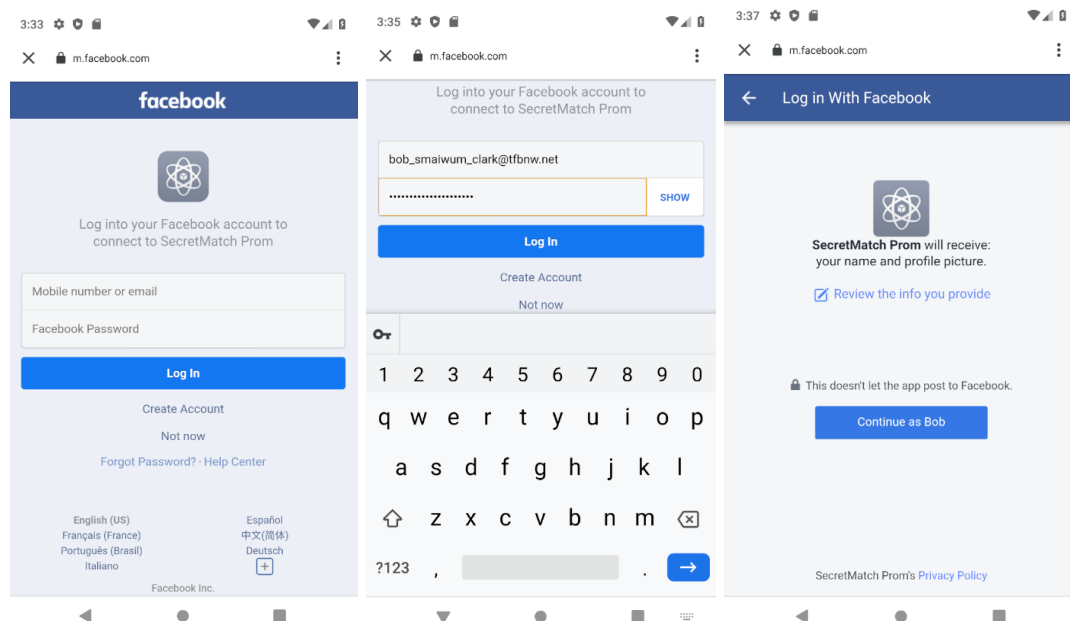 3:33
m.facebook.com
facebook
Log into your Facebook account to
connect to SecretMatch Prom
Mobile number or email
Facebook Password
Log In
Create Account
Not now
Forgot Password? · Help Center
English (US)
Español
Français (France)
中文(简体)
Português (Brasil)
Deutsch
Italiano
Facebook Inc.
3:35
m.facebook.com
Log into your Facebook account to
connect to SecretMatch Prom
bob_smaiwum_clark@tfbnw.net
•••••••••••••••••••••
SHOW
Log In
Create Account
Not now
1 2 3 4 5 6 7 8 9 0
q w e r t y u i o p
a s d f g h j k l
z x c v b n m
?123 , .
3:37
m.facebook.com
Log in With Facebook
SecretMatch Prom will receive:
your name and profile picture.
Review the info you provide
This doesn't let the app post to Facebook.
Continue as Bob
SecretMatch Prom's Privacy Policy